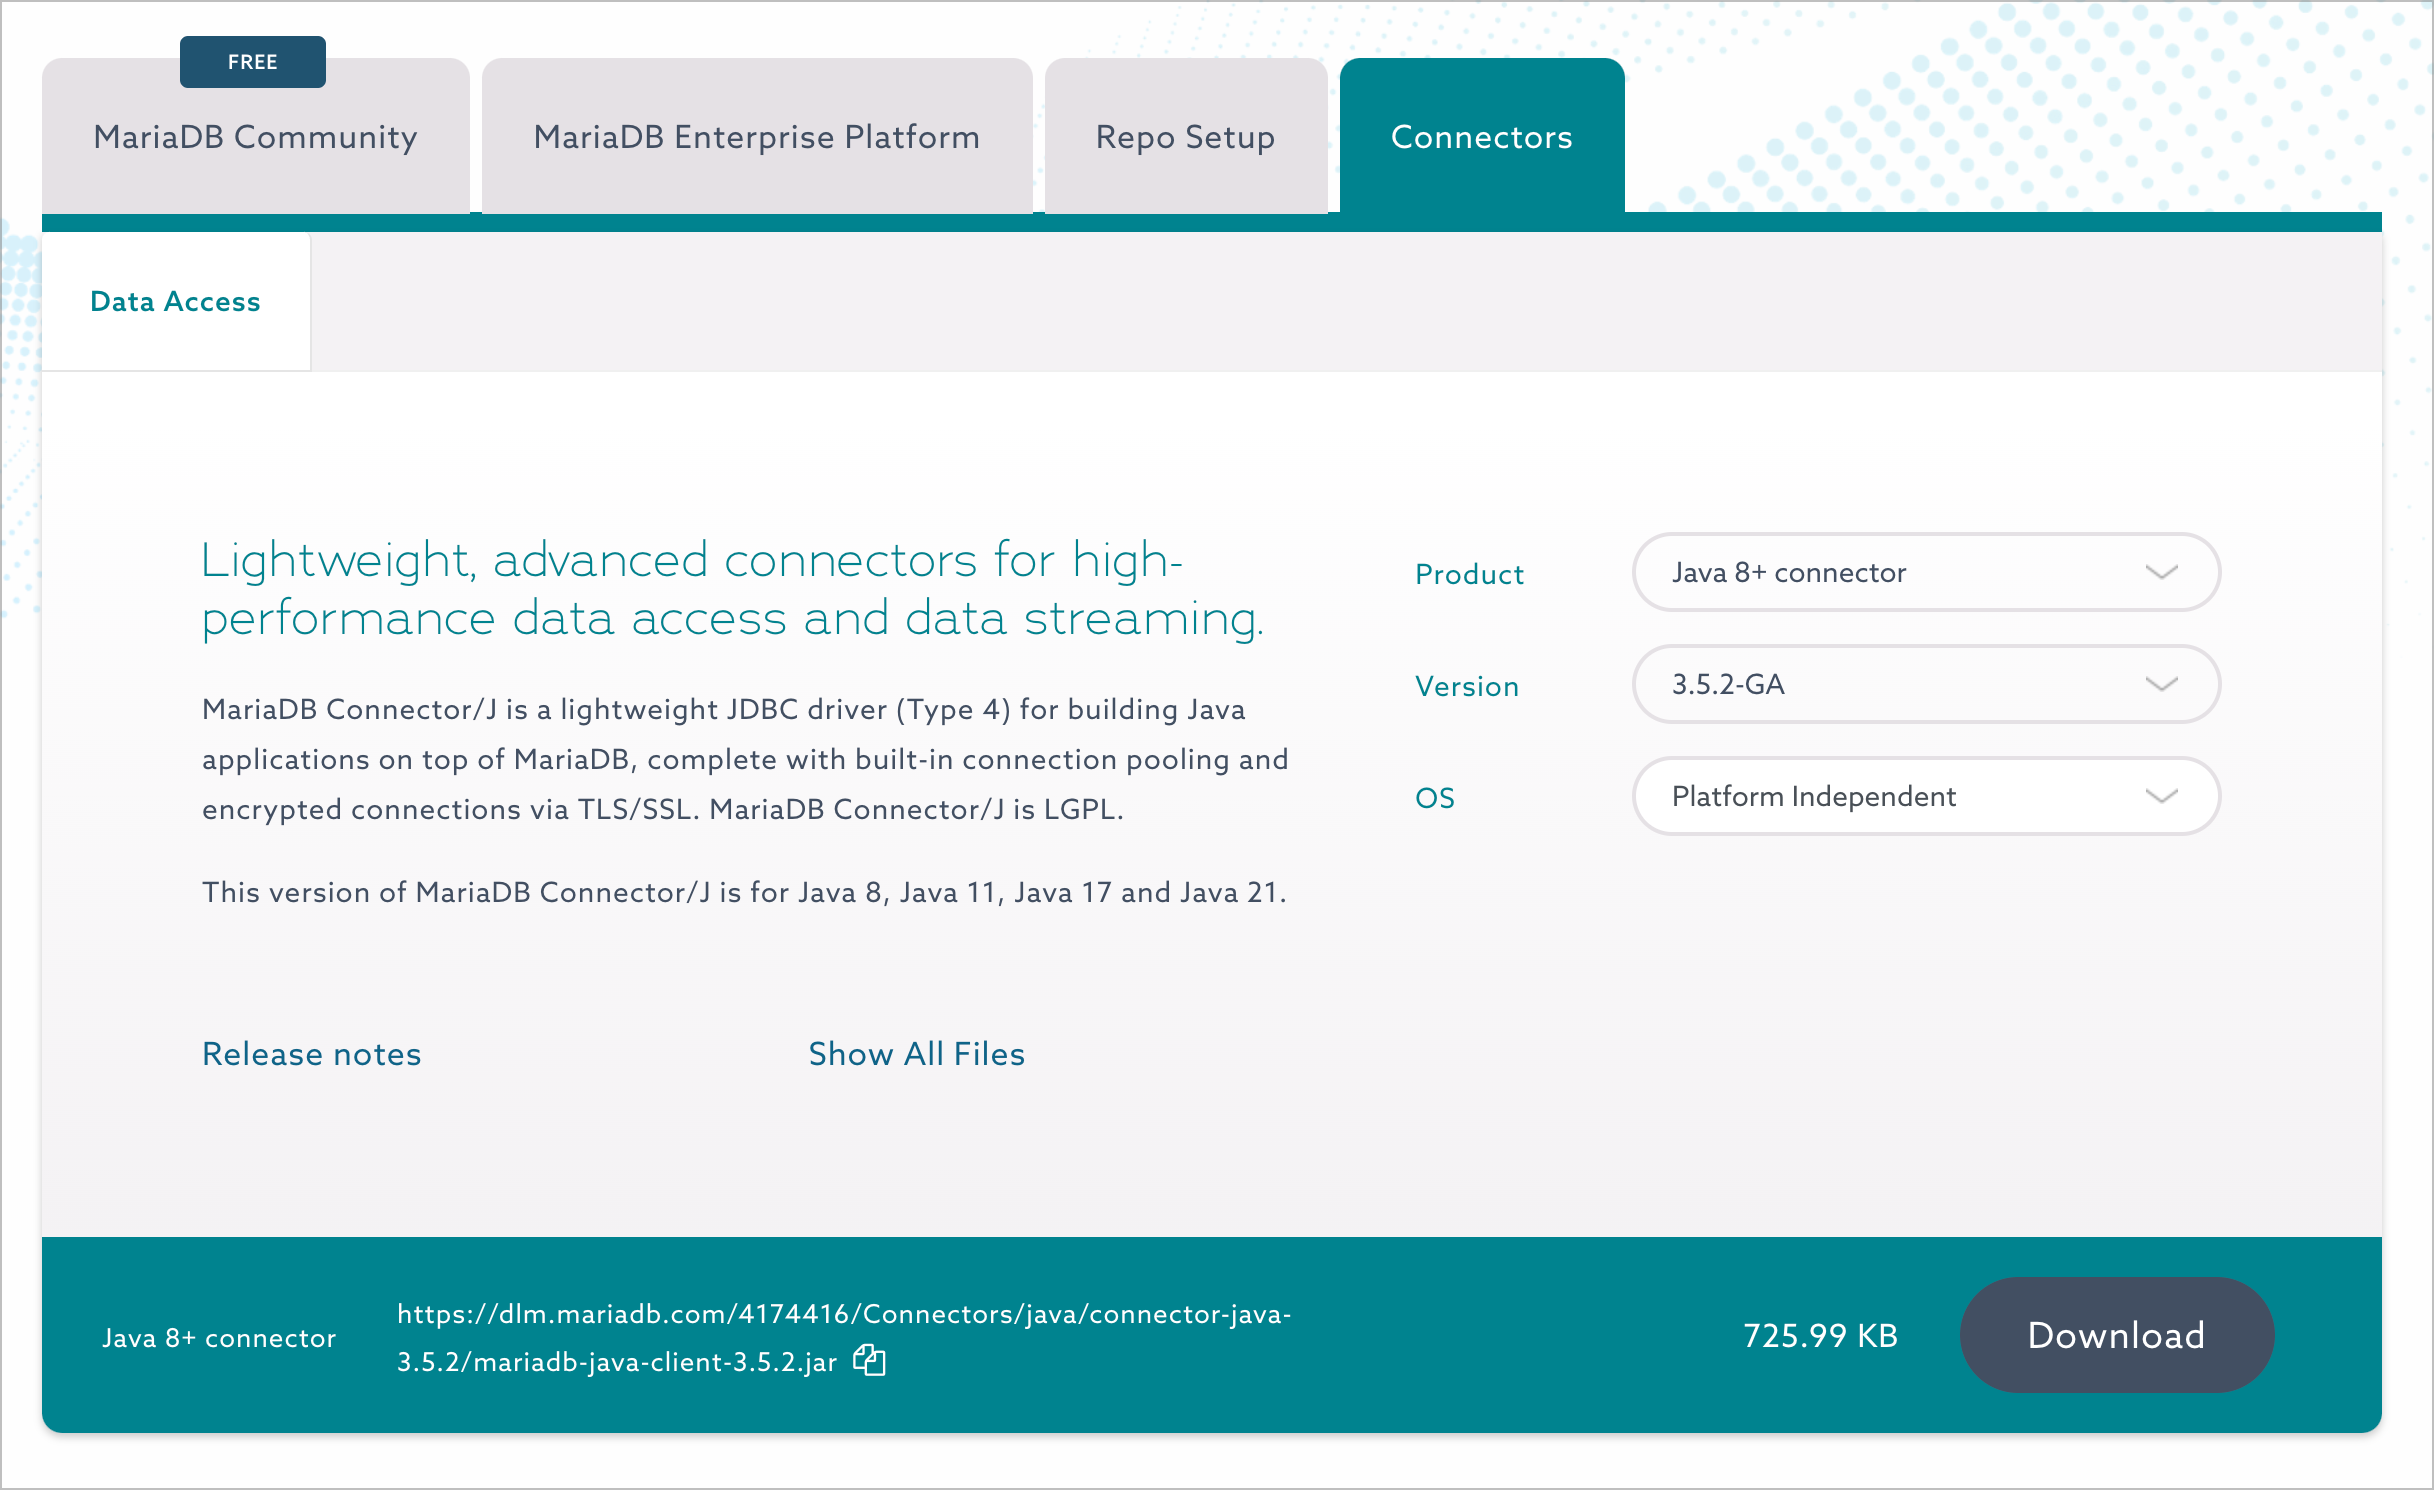 FREE
MariaDB Community
MariaDB Enterprise Platform
Repo Setup
Connectors
Data Access
Lightweight, advanced connectors for high-
performance data access and data streaming.
MariaDB Connector/J is a lightweight JDBC driver (Type 4) for building Java
applications on top of MariaDB, complete with built-in connection pooling and
encrypted connections via TLS/SSL. MariaDB Connector/J is LGPL.
This version of MariaDB Connector/J is for Java 8, Java 11, Java 17 and Java 21.
Release notes
Show All Files
Product
Java 8+ connector
Version
3.5.2-GA
OS
Platform Independent
Java 8+ connector
https://dlm.mariadb.com/4174416/Connectors/java/connector-java-
3.5.2/mariadb-java-client-3.5.2.jar
725.99 KB
Download